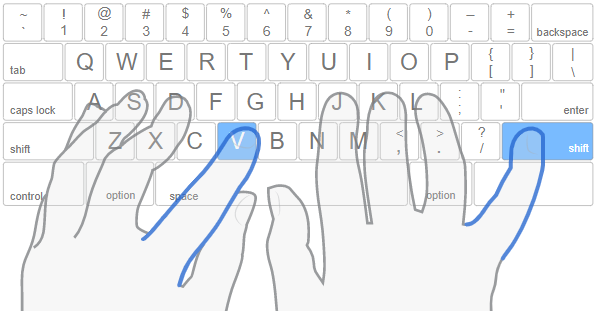 ~ ! @ # $ % ^ & * ( ) – +
` 1 2 3 4 5 6 7 8 9 0 - = backspace
tab Q W E R T Y U I O P { [ } ] | \
caps lock A S D F G H J K L : ; " ' enter
shift Z X C V B N M < , > . ? / shift
control option space option